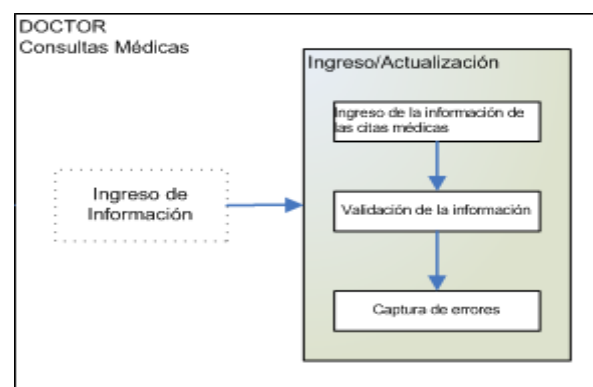 DOCTOR
Consultas Médicas
Ingreso/Actualización
Ingreso de la información de
las citas médicas
Ingreso de
Información
Validación de la información
Captura de errores